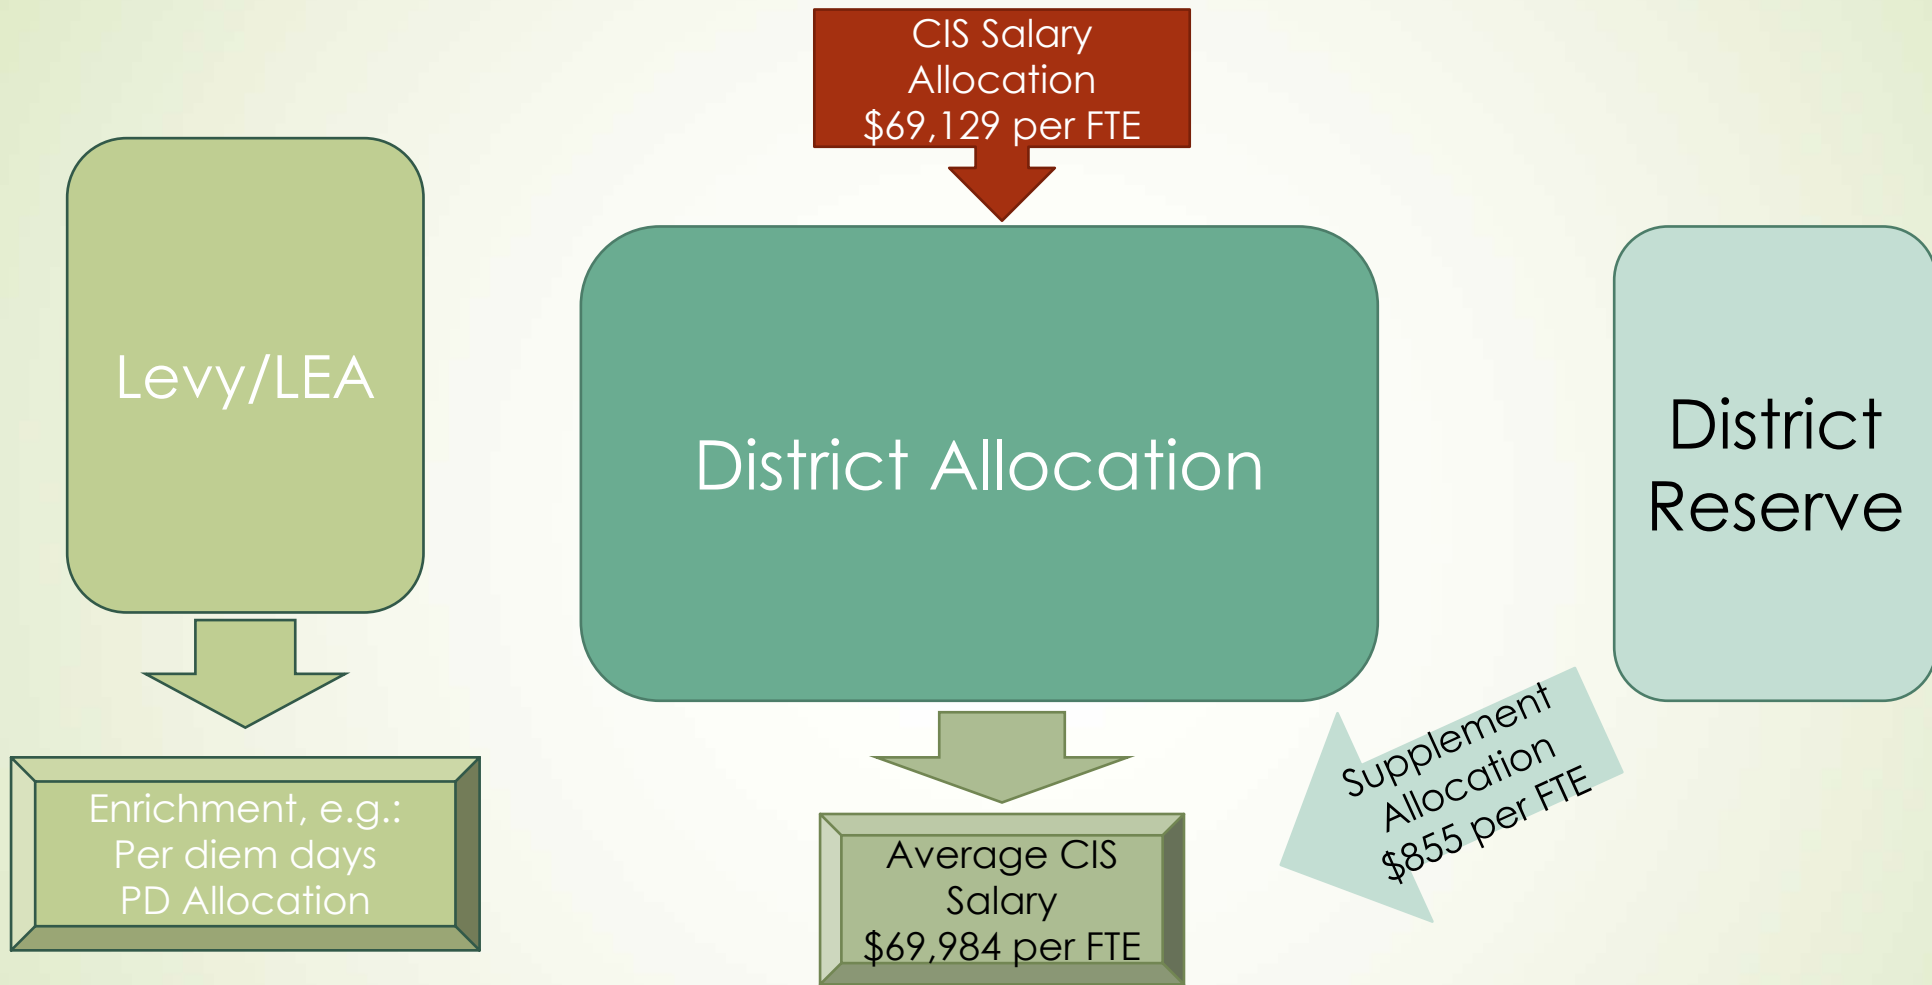 CIS Salary
Allocation
$69,129 per FTE
Levy/LEA
District Allocation
District
Reserve
Supplement
Allocation
$855 per FTE
Enrichment, e.g.:
Per diem days
PD Allocation
Average CIS
Salary
$69,984 per FTE